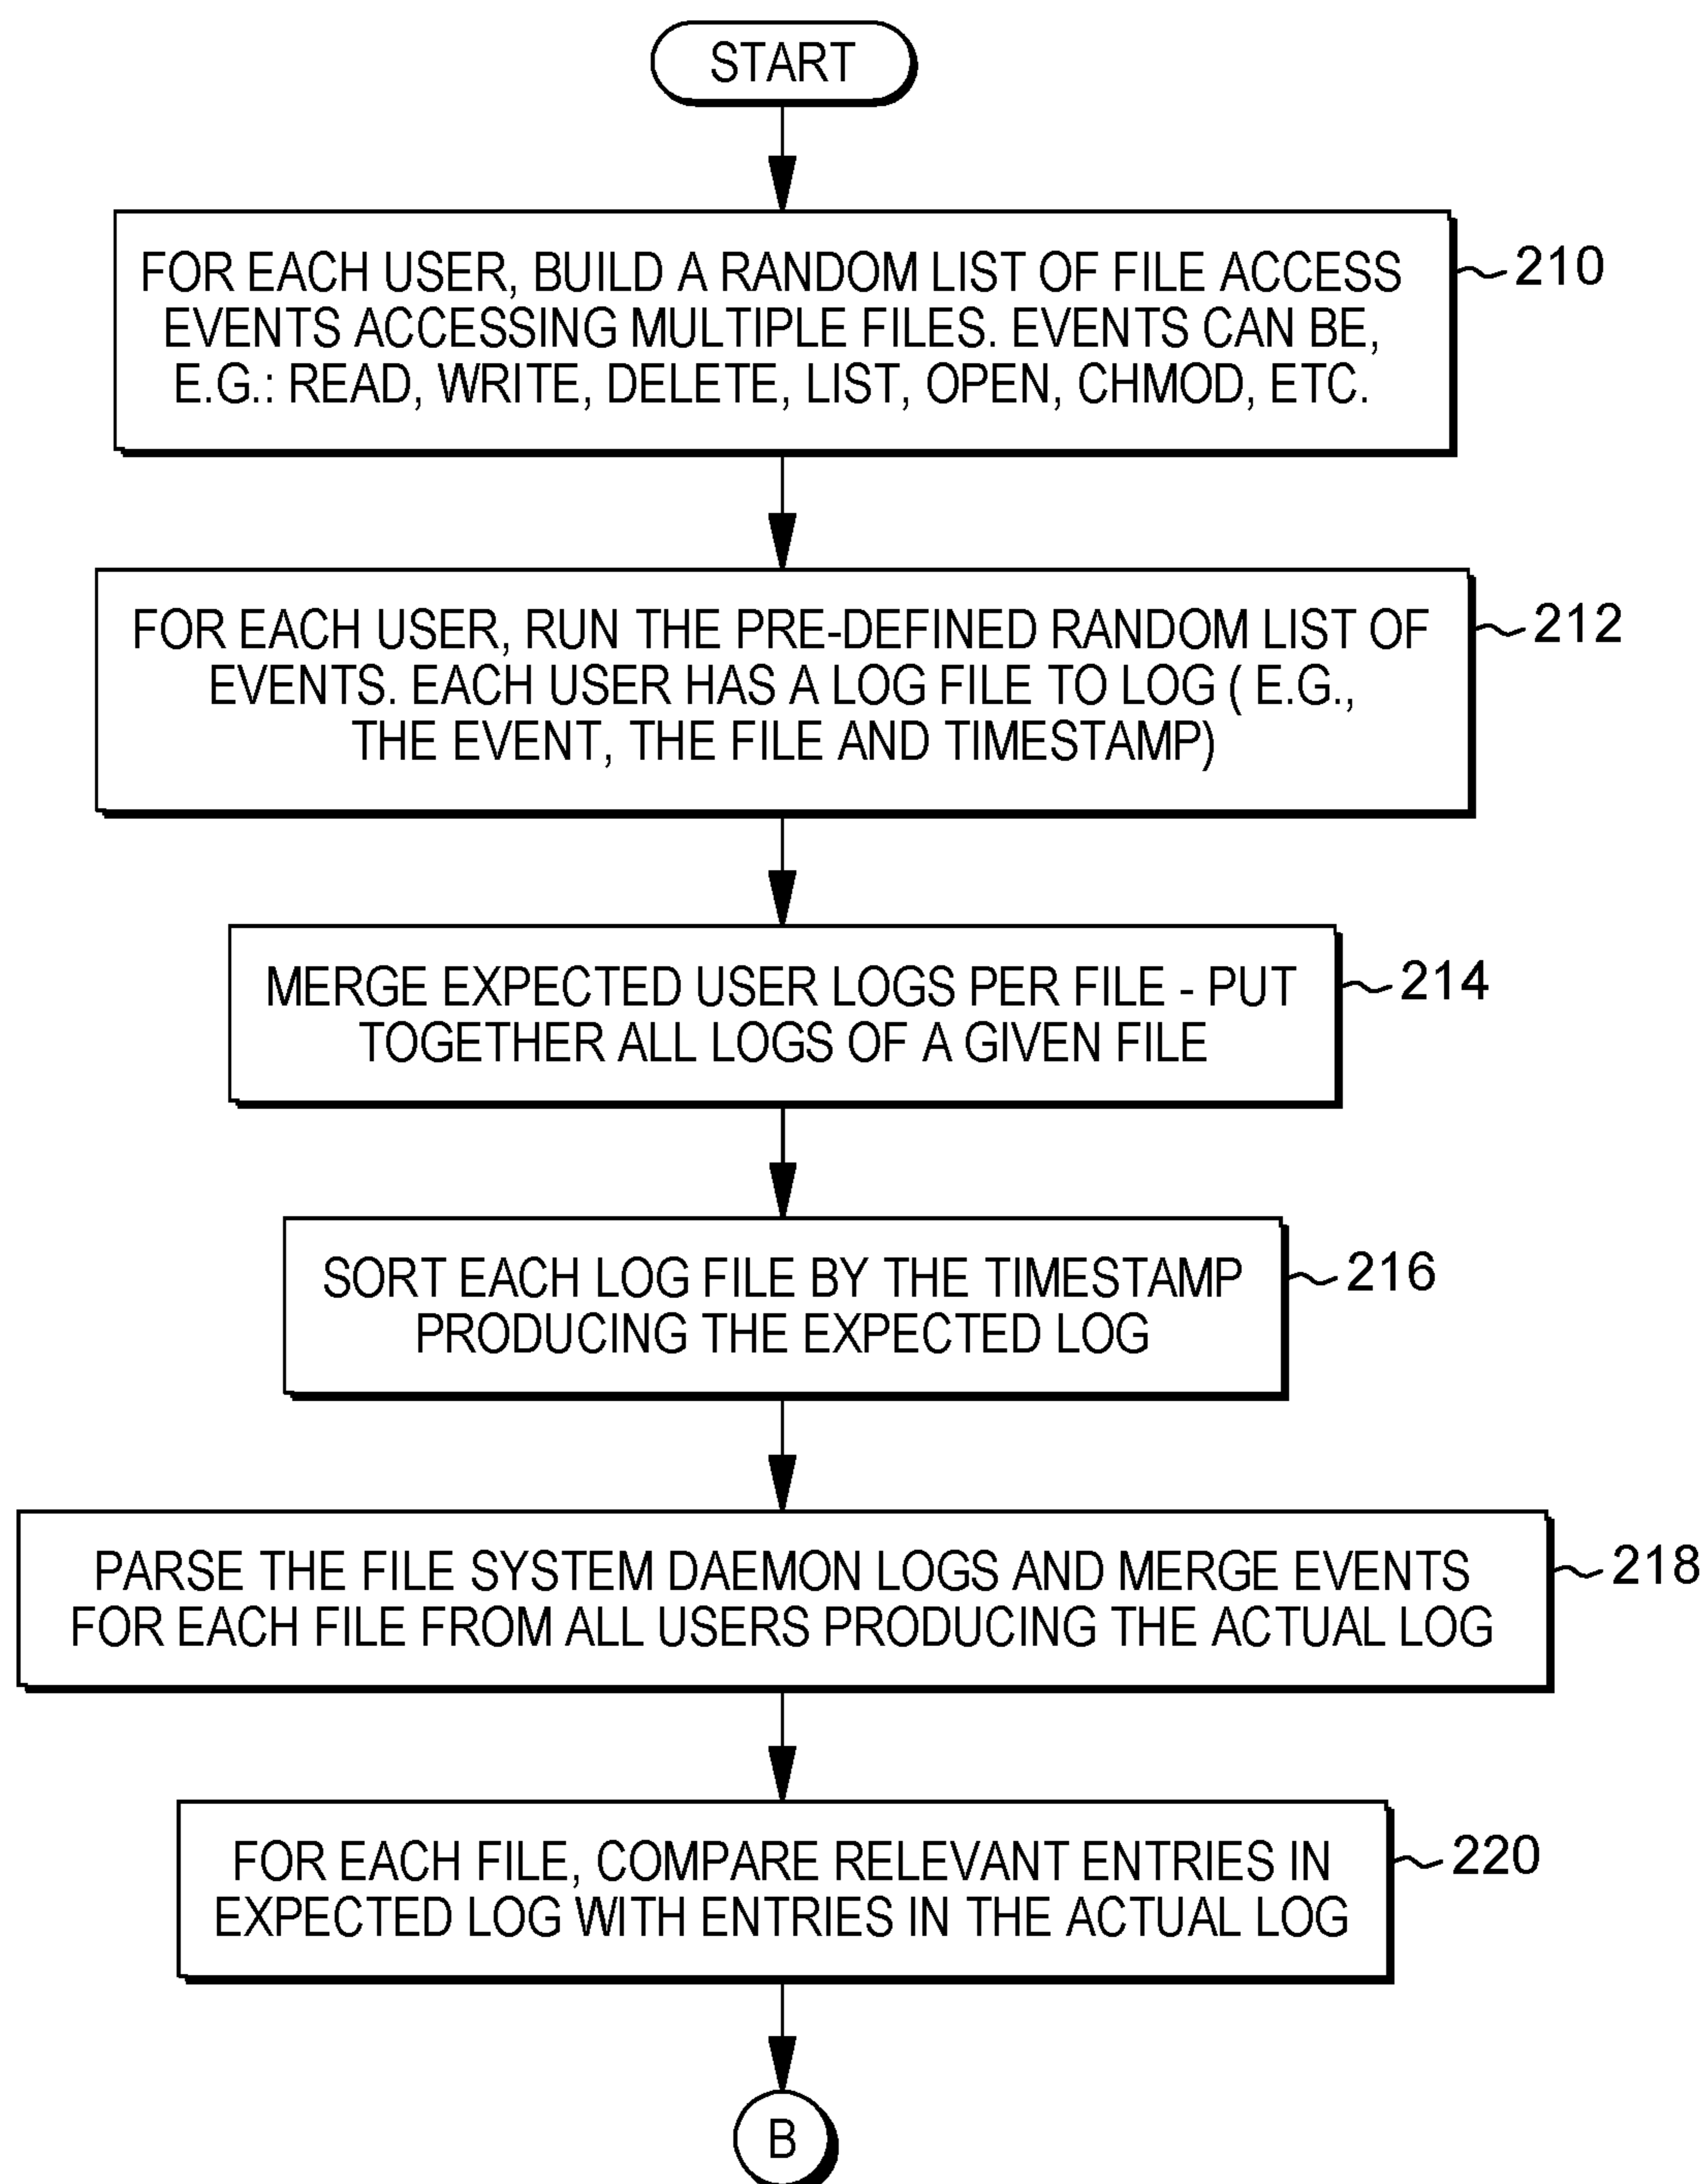 START
FOR EACH USER, BUILD A RANDOM LIST OF FILE ACCESS
EVENTS ACCESSING MULTIPLE FILES. EVENTS CAN BE,
E.G.: READ, WRITE, DELETE, LIST, OPEN, CHMOD, ETC.
210
FOR EACH USER, RUN THE PRE-DEFINED RANDOM LIST OF
EVENTS. EACH USER HAS A LOG FILE TO LOG ( E.G.,
THE EVENT, THE FILE AND TIMESTAMP)
212
MERGE EXPECTED USER LOGS PER FILE - PUT
TOGETHER ALL LOGS OF A GIVEN FILE
214
SORT EACH LOG FILE BY THE TIMESTAMP
PRODUCING THE EXPECTED LOG
216
PARSE THE FILE SYSTEM DAEMON LOGS AND MERGE EVENTS
FOR EACH FILE FROM ALL USERS PRODUCING THE ACTUAL LOG
218
FOR EACH FILE, COMPARE RELEVANT ENTRIES IN
EXPECTED LOG WITH ENTRIES IN THE ACTUAL LOG
220
B